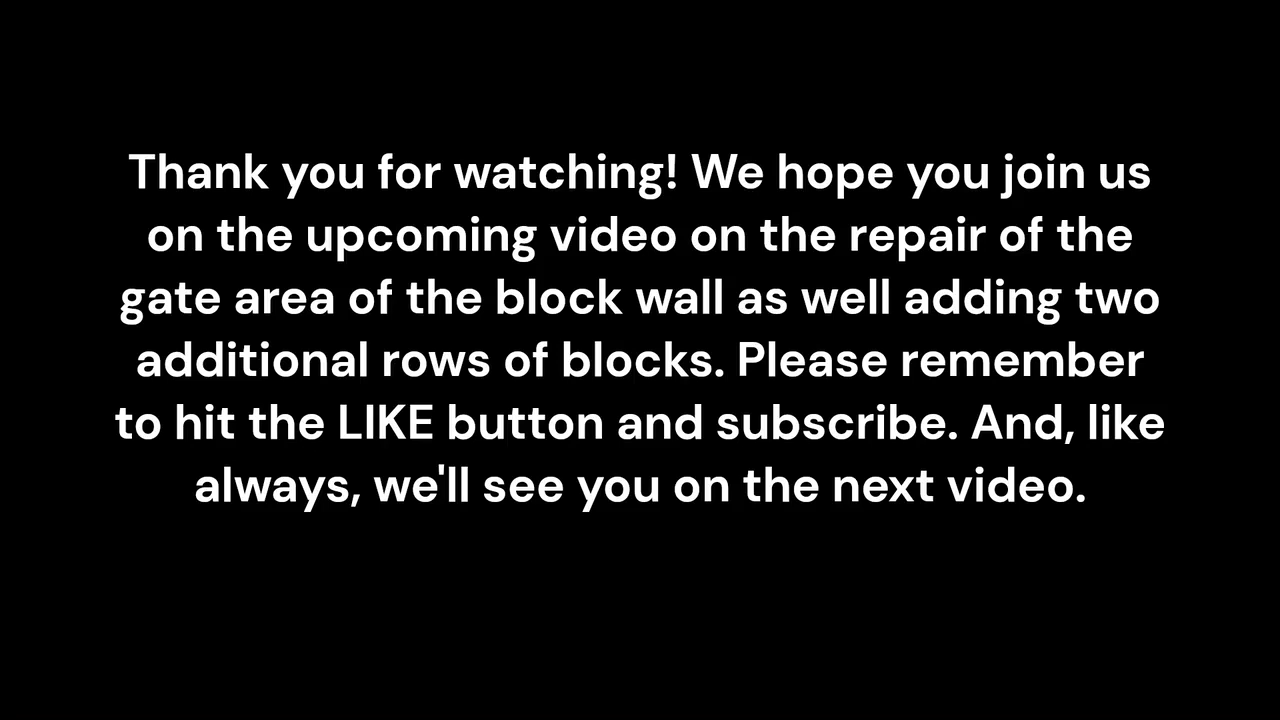 Thank you for watching! We hope you join us
on the upcoming video on the repair of the
gate area of the block wall as well adding two
additional rows of blocks. Please remember
to hit the LIKE button and subscribe. And, like
always, we'll see you on the next video.